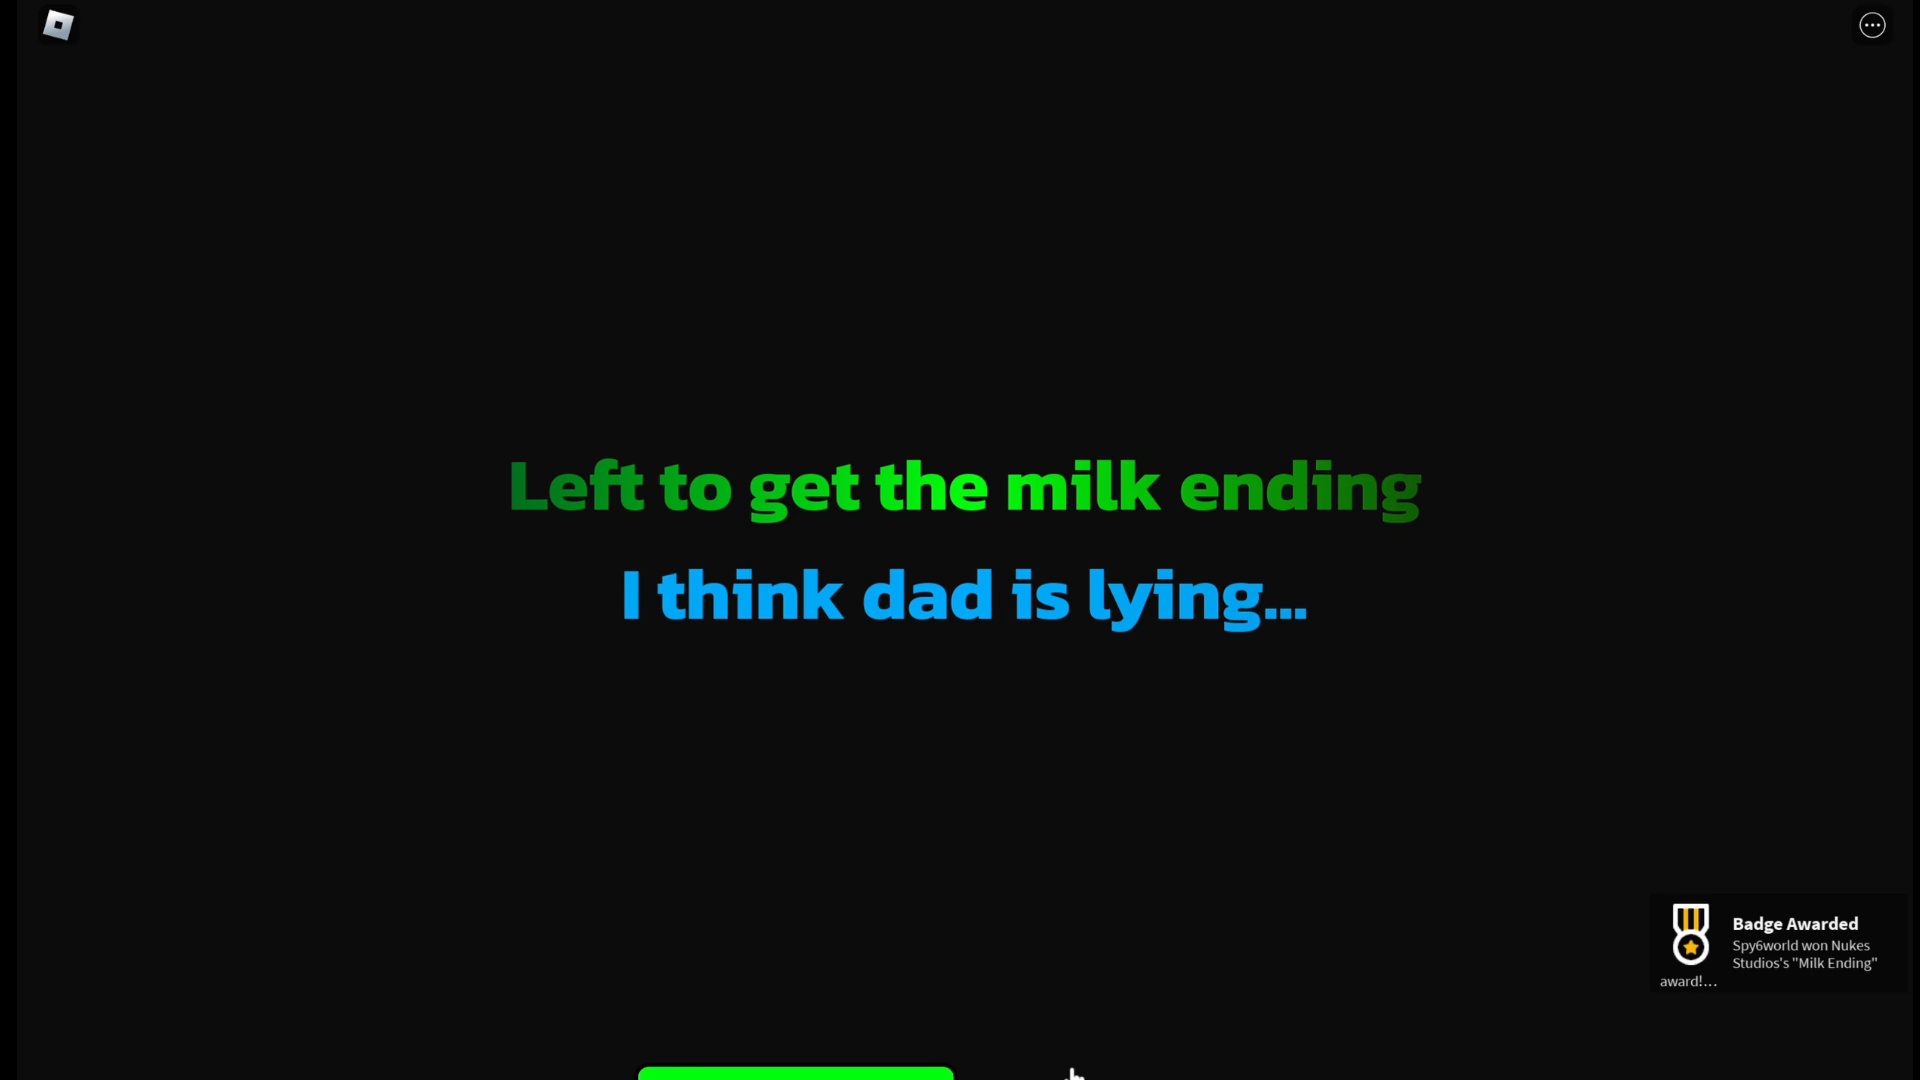 Left to get the milk ending
I think dad is lying...
Badge Awarded
Spy6world won Nukes
Studios's "Milk Ending"
award!...